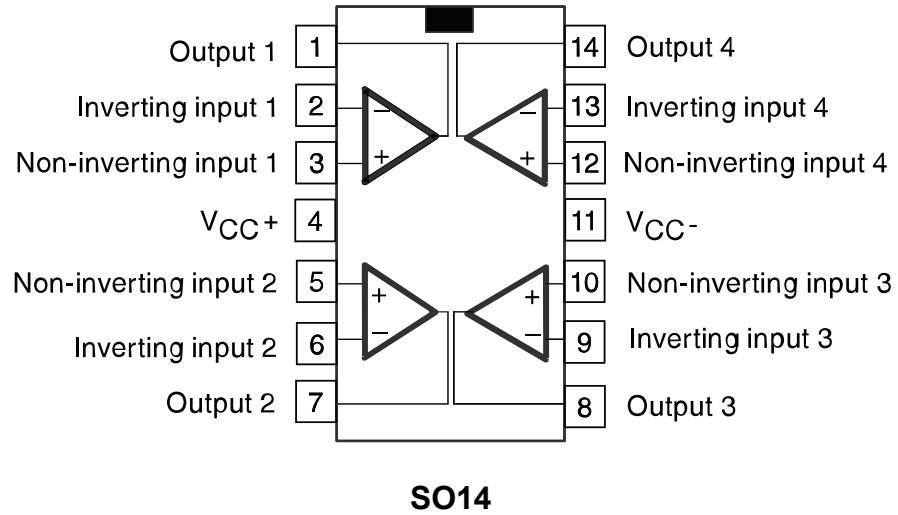 Output 1 1 14 Output 4
Inverting input 1 2 − − 13 Inverting input 4
Non-inverting input 1 3 + + 12 Non-inverting input 4
VCC+ 4 11 VCC-
Non-inverting input 2 5 + + 10 Non-inverting input 3
Inverting input 2 6 − − 9 Inverting input 3
Output 2 7 8 Output 3
SO14